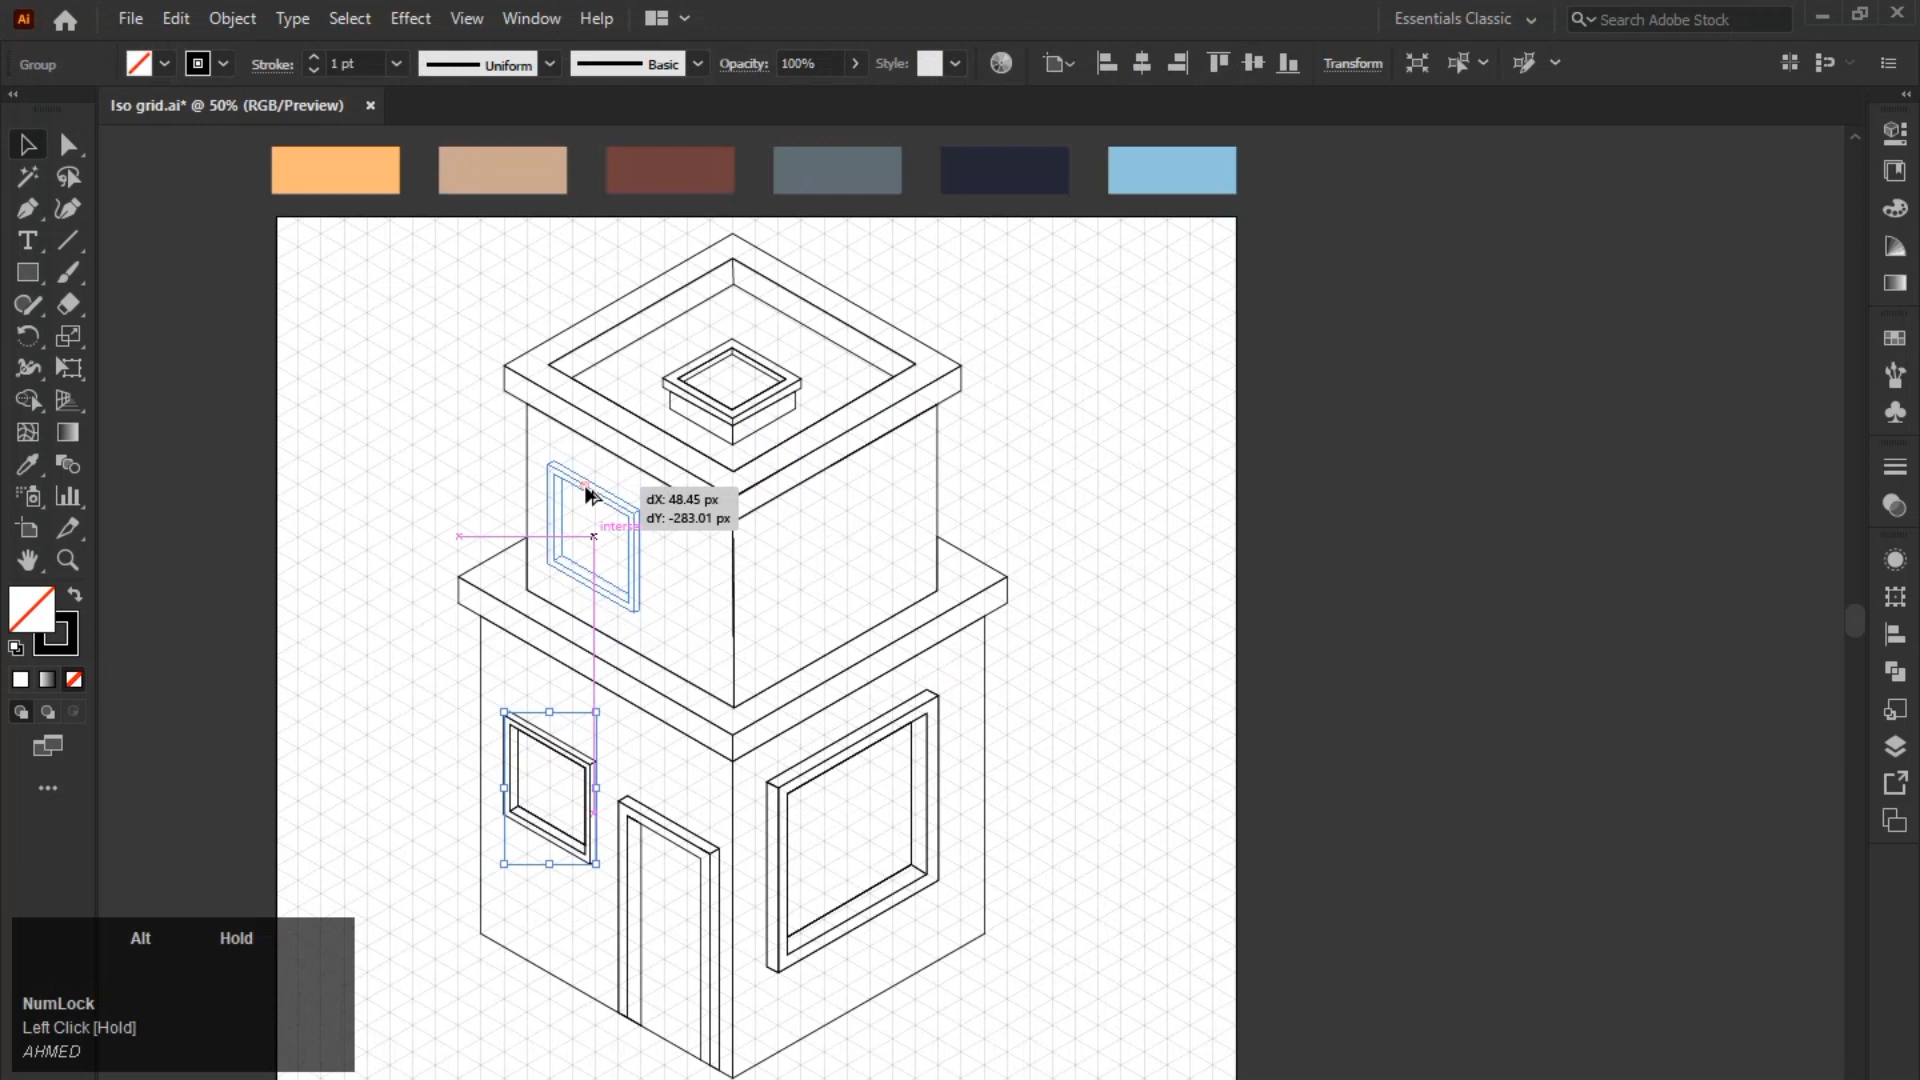 Ai File Edit Object Type Select Effect View Window Help Essentials Classic Search Adobe Stock
Group Stroke: 1 pt Uniform Basic Opacity: 100% Style: Transform
Iso grid.ai* @ 50% (RGB/Preview)
dX: 48.45 px
dY: -283.01 px
interse
Alt Hold
NumLock
Left Click [Hold]
AHMED